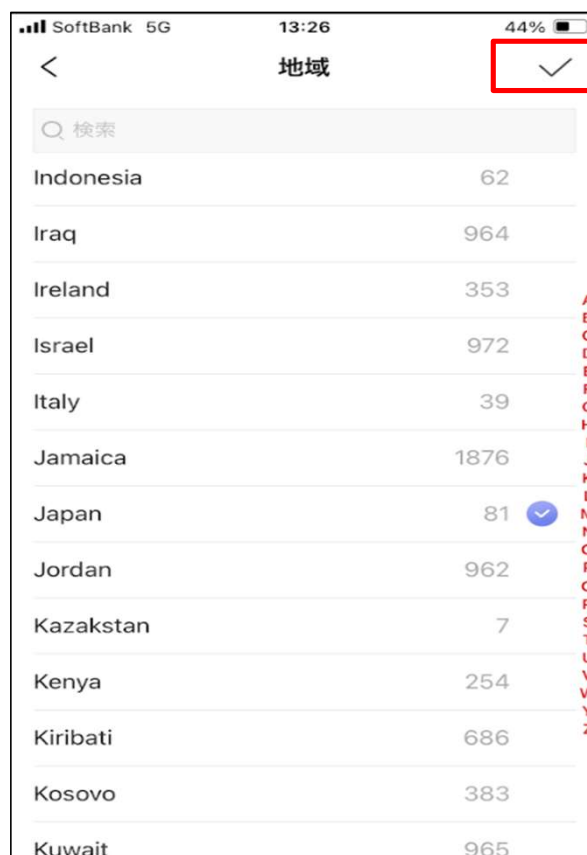 SoftBank 5G 13:26 44%
地域
検索
Indonesia 62
Iraq 964
Ireland 353
Israel 972
Italy 39
Jamaica 1876
Japan 81
Jordan 962
Kazakstan 7
Kenya 254
Kiribati 686
Kosovo 383
Kuwait 965